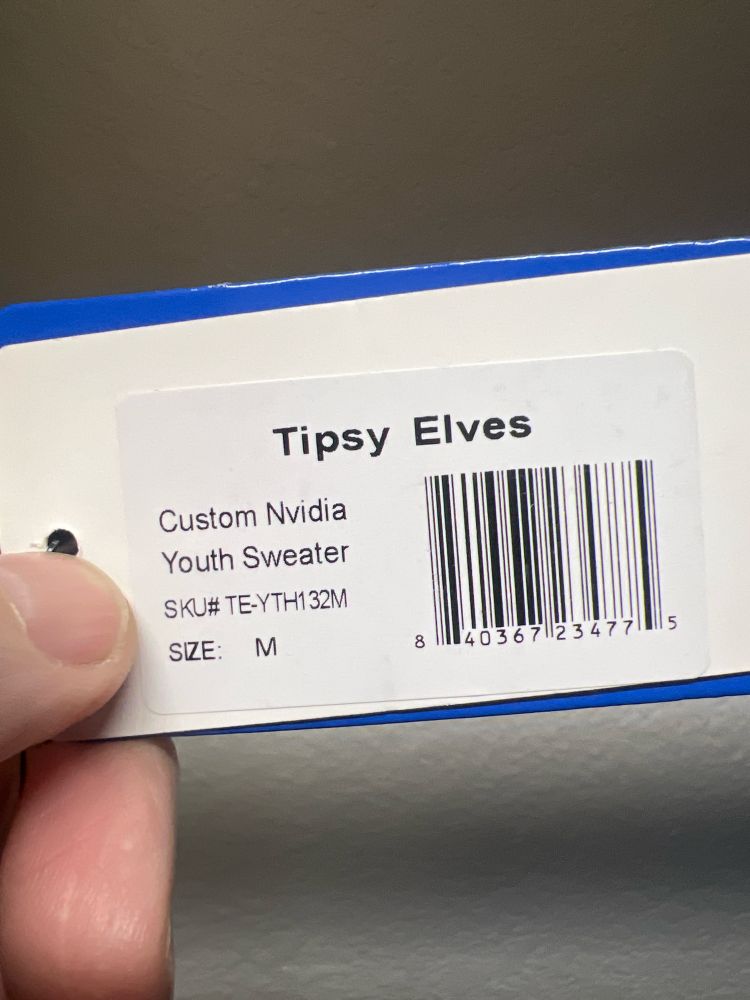 Tipsy Elves
Custom Nvidia
Youth Sweater
SKU# TE-YTH132M
SIZE: M
8 40367 23477 5